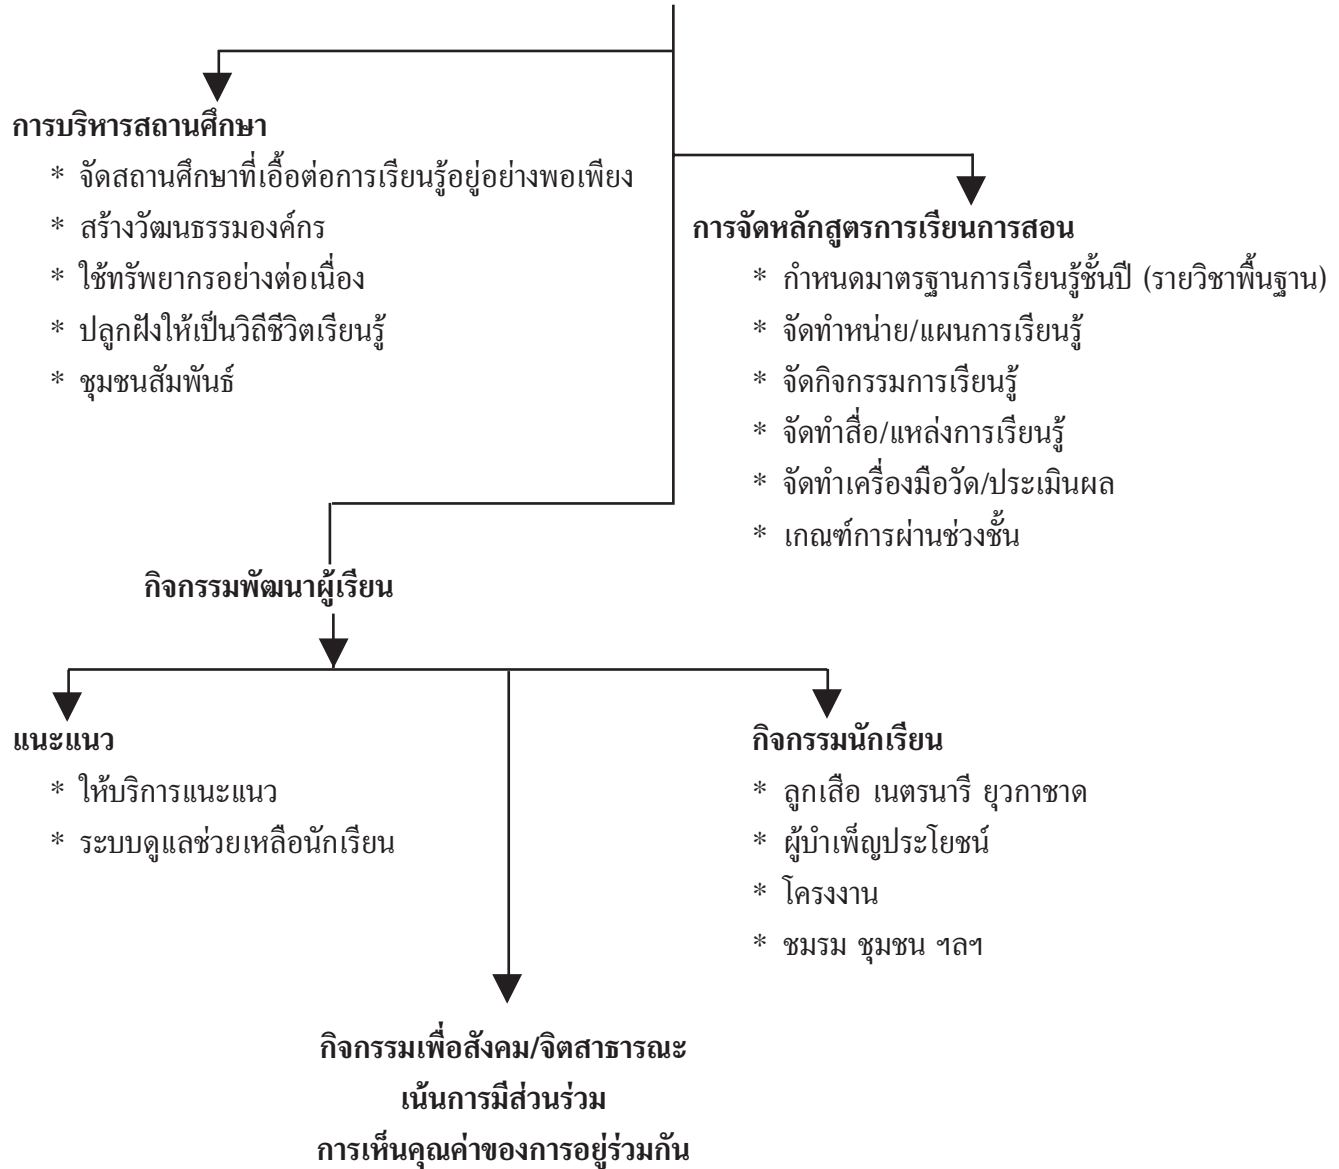 การบริหารสถานศึกษา
* จัดสถานศึกษาที่เอื้อต่อการเรียนรู้อยู่อย่างพอเพียง
* สร้างวัฒนธรรมองค์กร
* ใช้ทรัพยากรอย่างต่อเนื่อง
* ปลูกฝังให้เป็นวิถีชีวิตเรียนรู้
* ชุมชนสัมพันธ์
การจัดหลักสูตรการเรียนการสอน
* กำหนดมาตรฐานการเรียนรู้ชั้นปี (รายวิชาพื้นฐาน)
* จัดทำหน่าย/แผนการเรียนรู้
* จัดกิจกรรมการเรียนรู้
* จัดทำสื่อ/แหล่งการเรียนรู้
* จัดทำเครื่องมือวัด/ประเมินผล
* เกณฑ์การผ่านช่วงชั้น
กิจกรรมพัฒนาผู้เรียน
แนะแนว
* ให้บริการแนะแนว
* ระบบดูแลช่วยเหลือนักเรียน
กิจกรรมนักเรียน
* ลูกเสือ เนตรนารี ยุวกาชาด
* ผู้บำเพ็ญประโยชน์
* โครงงาน
* ชมรม ชุมชน ฯลฯ
กิจกรรมเพื่อสังคม/จิตสาธารณะ
เน้นการมีส่วนร่วม
การเห็นคุณค่าของการอยู่ร่วมกัน